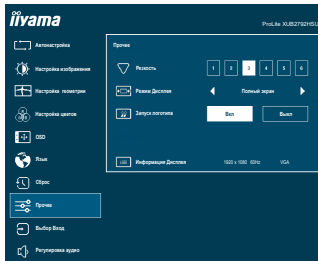 iiyama
ProLite XUB2792HSU
Автонастройка
Настройка изображения
Настройка геометрии
Настройка цветов
OSD
Язык
Сброс
Прочее
Выбор Вход
Регулировка аудио
Прочее
Резкость 1 2 3 4 5 6
Режим Дисплея Полный экран
Запуск логотипа Вкл Выкл
Информация Дисплея 1920 x 1080 60Hz VGA